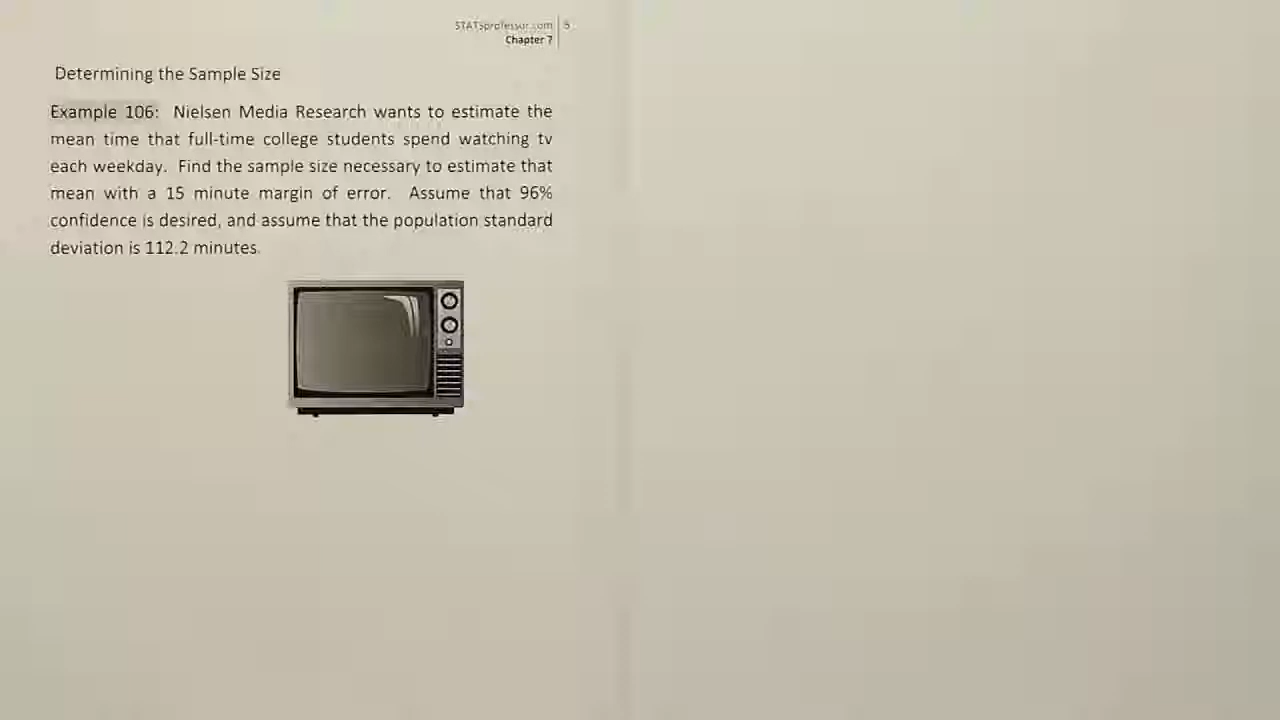 STATSprofessor.com 5
Chapter 7
Determining the Sample Size
Example 106: Nielsen Media Research wants to estimate the
mean time that full-time college students spend watching tv
each weekday. Find the sample size necessary to estimate that
mean with a 15 minute margin of error. Assume that 96%
confidence is desired, and assume that the population standard
deviation is 112.2 minutes.